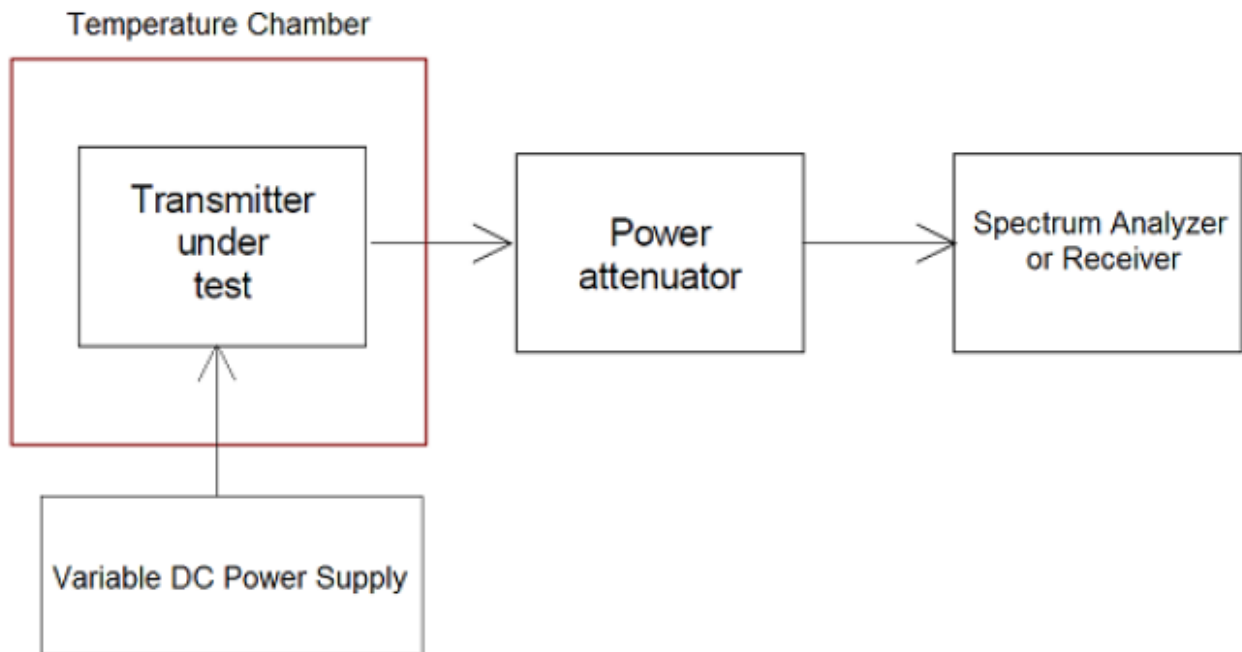 Temperature Chamber
Transmitter
under
test
Power
attenuator
Spectrum Analyzer
or Receiver
Variable DC Power Supply